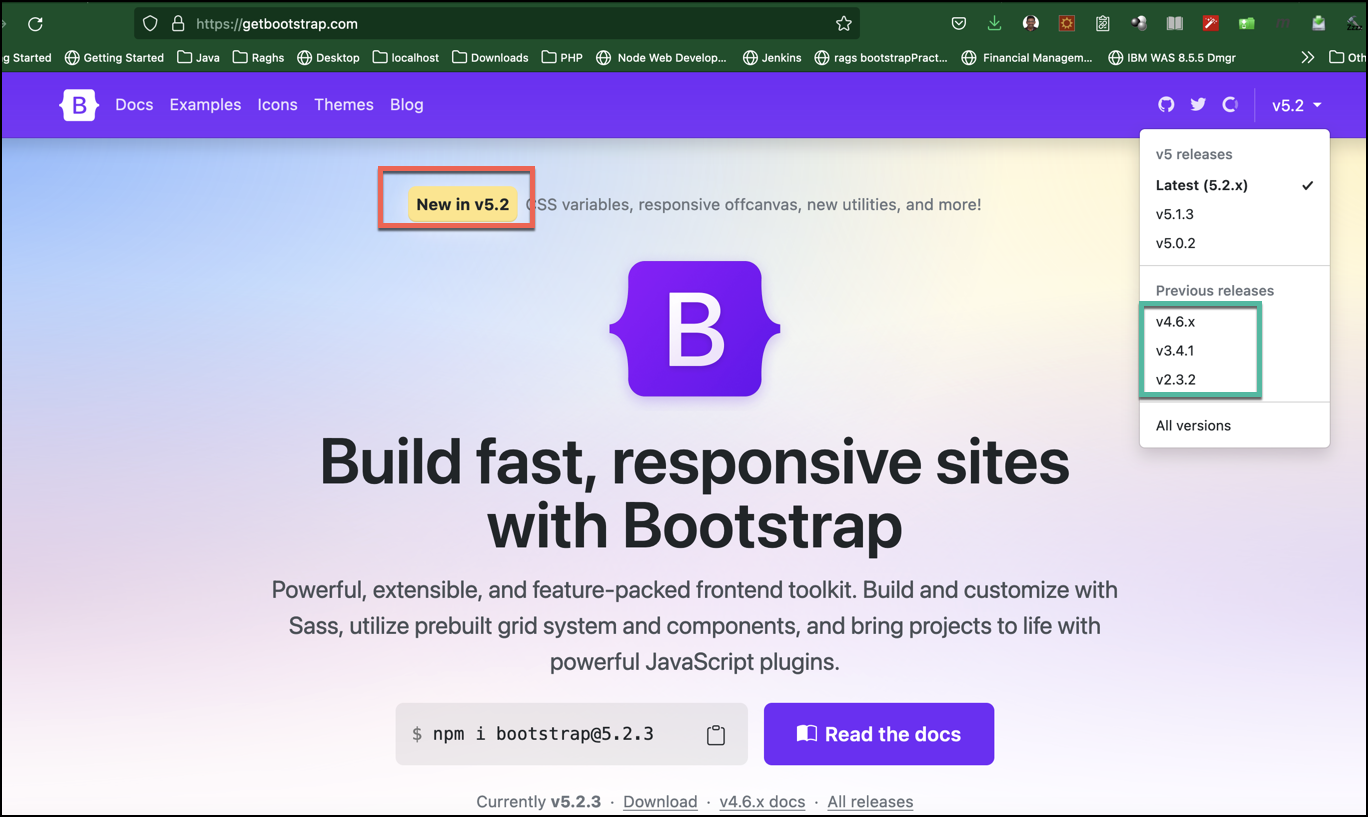 https://getbootstrap.com
g Started Getting Started Java Raghs Desktop localhost Downloads PHP Node Web Develop... Jenkins rags bootstrapPract... Financial Managem... IBM WAS 8.5.5 Dmgr Oth
B Docs Examples Icons Themes Blog v5.2
v5 releases
Latest (5.2.x)
v5.1.3
v5.0.2
Previous releases
v4.6.x
v3.4.1
v2.3.2
All versions
New in v5.2 CSS variables, responsive offcanvas, new utilities, and more!
B
Build fast, responsive sites
with Bootstrap
Powerful, extensible, and feature-packed frontend toolkit. Build and customize with
Sass, utilize prebuilt grid system and components, and bring projects to life with
powerful JavaScript plugins.
$ npm i bootstrap@5.2.3 Read the docs
Currently v5.2.3 · Download · v4.6.x docs · All releases